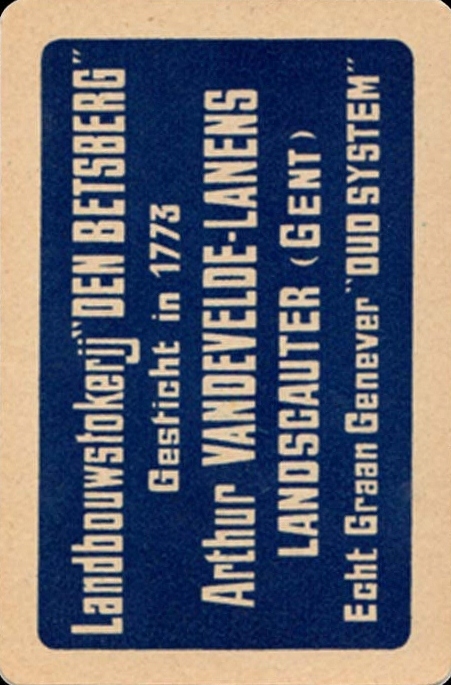 Landbouwstokerij "DEN BETSBERG"
Gesticht in 1773
Arthur VANDEVELDE-LANENS
LANDSCAUTER (GENT)
Echt Graan Genever "OUD SYSTEM"